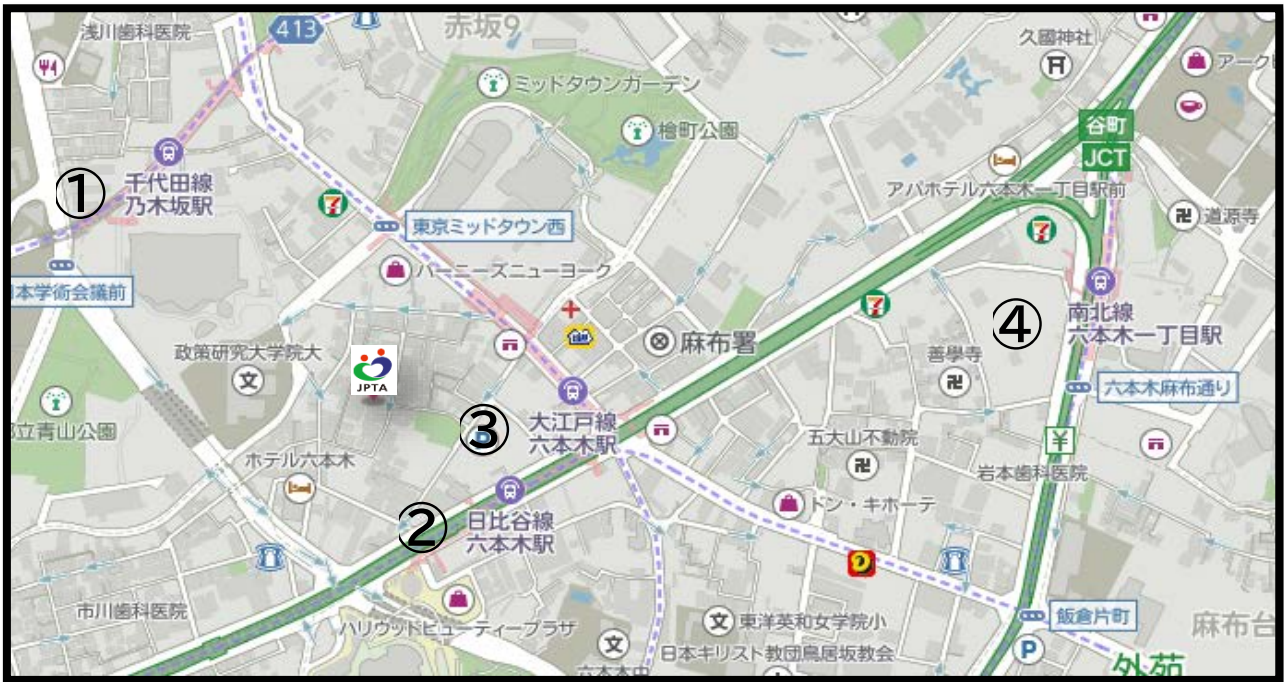 浅川歯科医院
413
赤坂9
久國神社
アークヒ
ミッドタウンガーデン
檜町公園
谷町
JCT
①
千代田線
乃木坂駅
アパホテル六本木一丁目駅前
道源寺
東京ミッドタウン西
バーニーズニューヨーク
本学術会議前
④
南北線
六本木一丁目駅
麻布署
善學寺
政策研究大学院大
文
JPTA
六本木麻布通り
立青山公園
③
大江戸線
六本木駅
五大山不動院
¥
岩本歯科医院
ホテル六本木
②
日比谷線
六本木駅
ドン・キホーテ
市川歯科医院
ハリウッドビューティープラザ
文
東洋英和女学院小
飯倉片町
麻布台
文
日本キリスト教団鳥居坂教会
P
外苑
六本木中